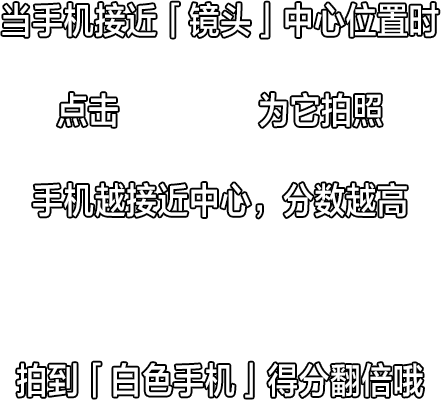 当手机接近「镜头」中心位置时
点击 为它拍照
手机越接近中心，分数越高
拍到「白色手机」得分翻倍哦